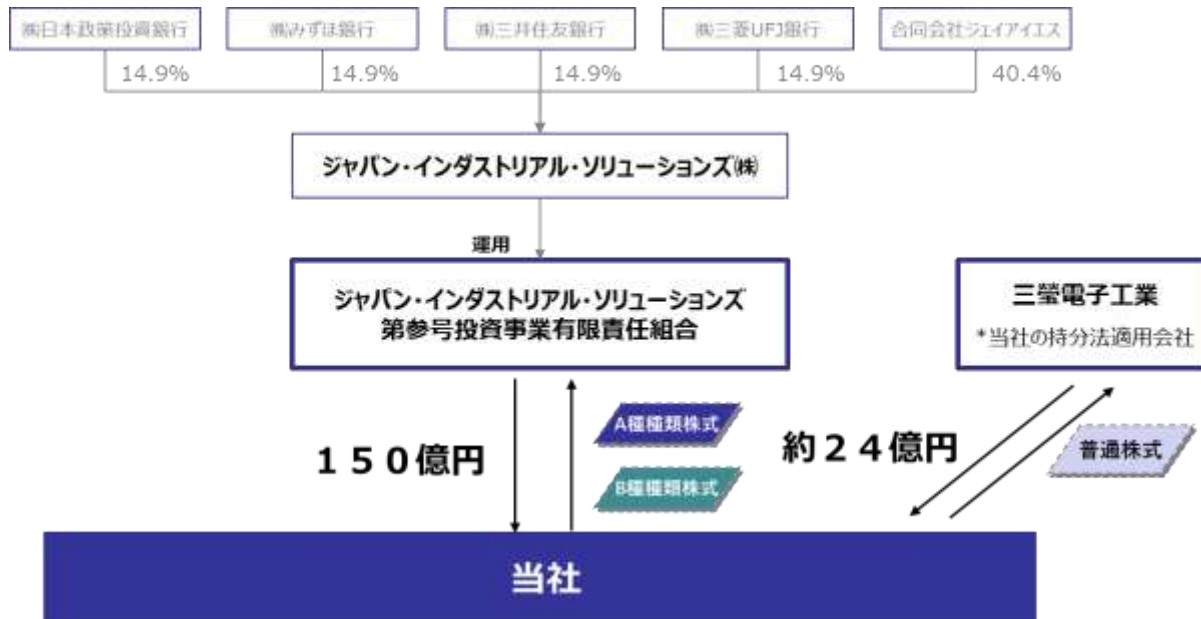 ㈱日本政策投資銀行
㈱みずほ銀行
㈱三井住友銀行
㈱三菱UFJ銀行
合同会社ジェイアイエス
14.9%
14.9%
14.9%
14.9%
40.4%
ジャパン・インダストリアル・ソリューションズ㈱
運用
ジャパン・インダストリアル・ソリューションズ
第参号投資事業有限責任組合
三瑩電子工業
*当社の持分法適用会社
150億円
A種種類株式
B種種類株式
約24億円
普通株式
当社